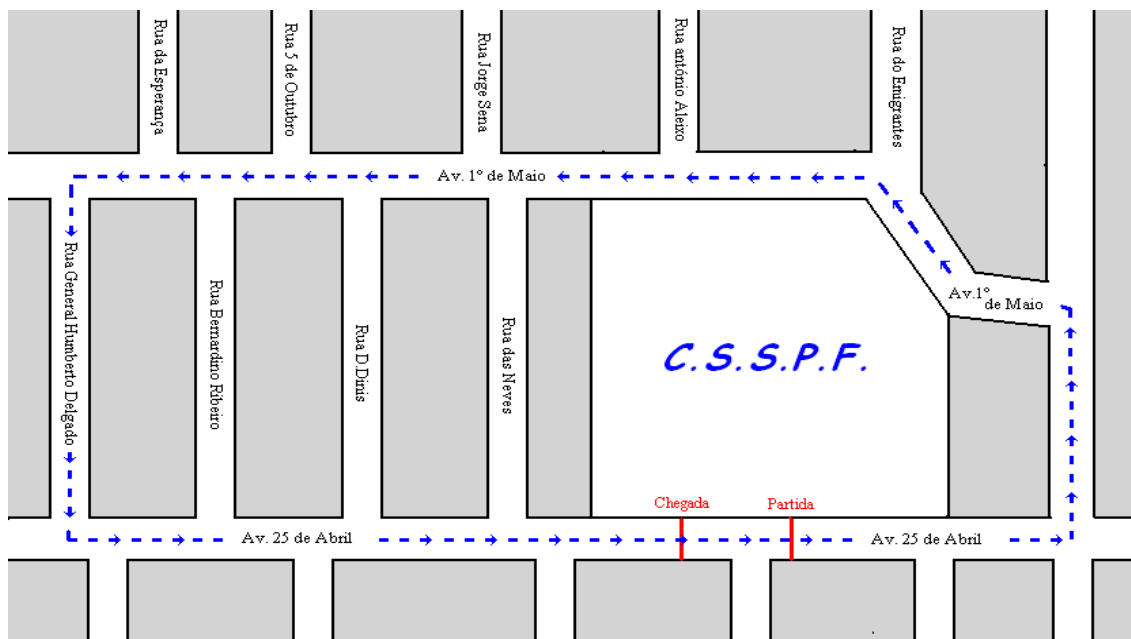 Rua da Esperança
Rua 5 de Outubro
Rua Jorge Sena
Rua antónio Aleixo
Rua do Emigrantes
Av. 1º de Maio
Av.1º
de Maio
Rua General Humberto Delgado
Rua Bernardino Ribeiro
Rua D.Dinis
Rua das Neves
C.S.S.P.F.
Chegada
Partida
Av. 25 de Abril
Av. 25 de Abril